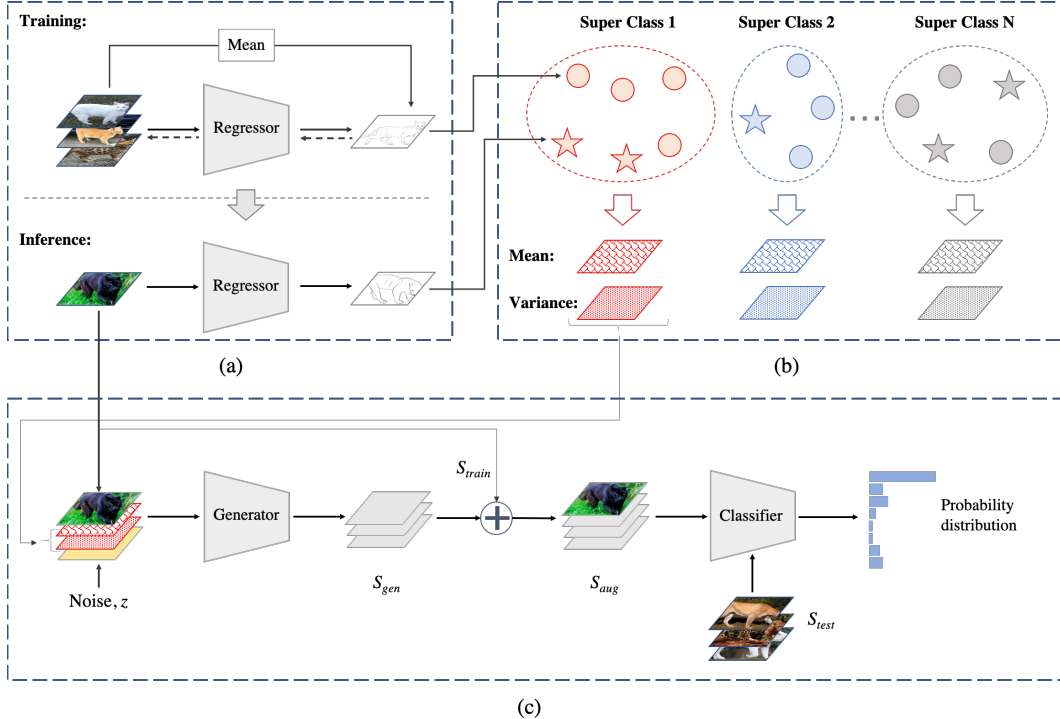 Training:
Mean
Regressor
Inference:
Regressor
(a)
Super Class 1
Super Class 2
Super Class N
Mean:
Variance:
(b)
S_train
Generator
S_gen
S_aug
Classifier
Probability
distribution
Noise, z
S_test
(c)